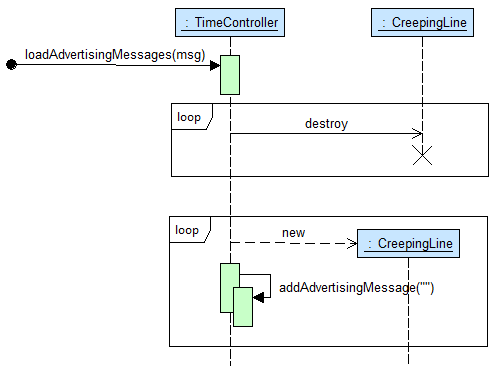 : TimeController
: CreepingLine
loadAdvertisingMessages(msg)
loop
destroy
loop
new
: CreepingLine
addAdvertisingMessage("")